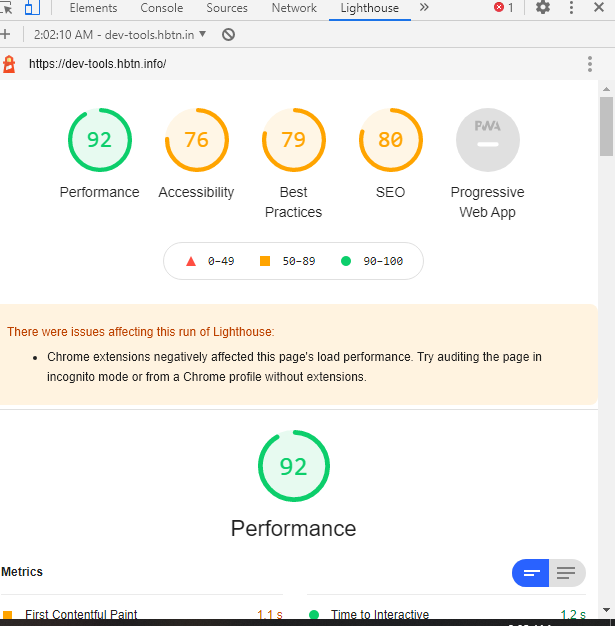 Elements Console Sources Network Lighthouse » 1
2:02:10 AM - dev-tools.hbtn.in
https://dev-tools.hbtn.info/
92 76 79 80 PWA
Performance Accessibility Best Practices SEO Progressive Web App
0–49 50–89 90–100
There were issues affecting this run of Lighthouse:
Chrome extensions negatively affected this page's load performance. Try auditing the page in
incognito mode or from a Chrome profile without extensions.
92
Performance
Metrics
First Contentful Paint 1.1 s Time to Interactive 1.2 s